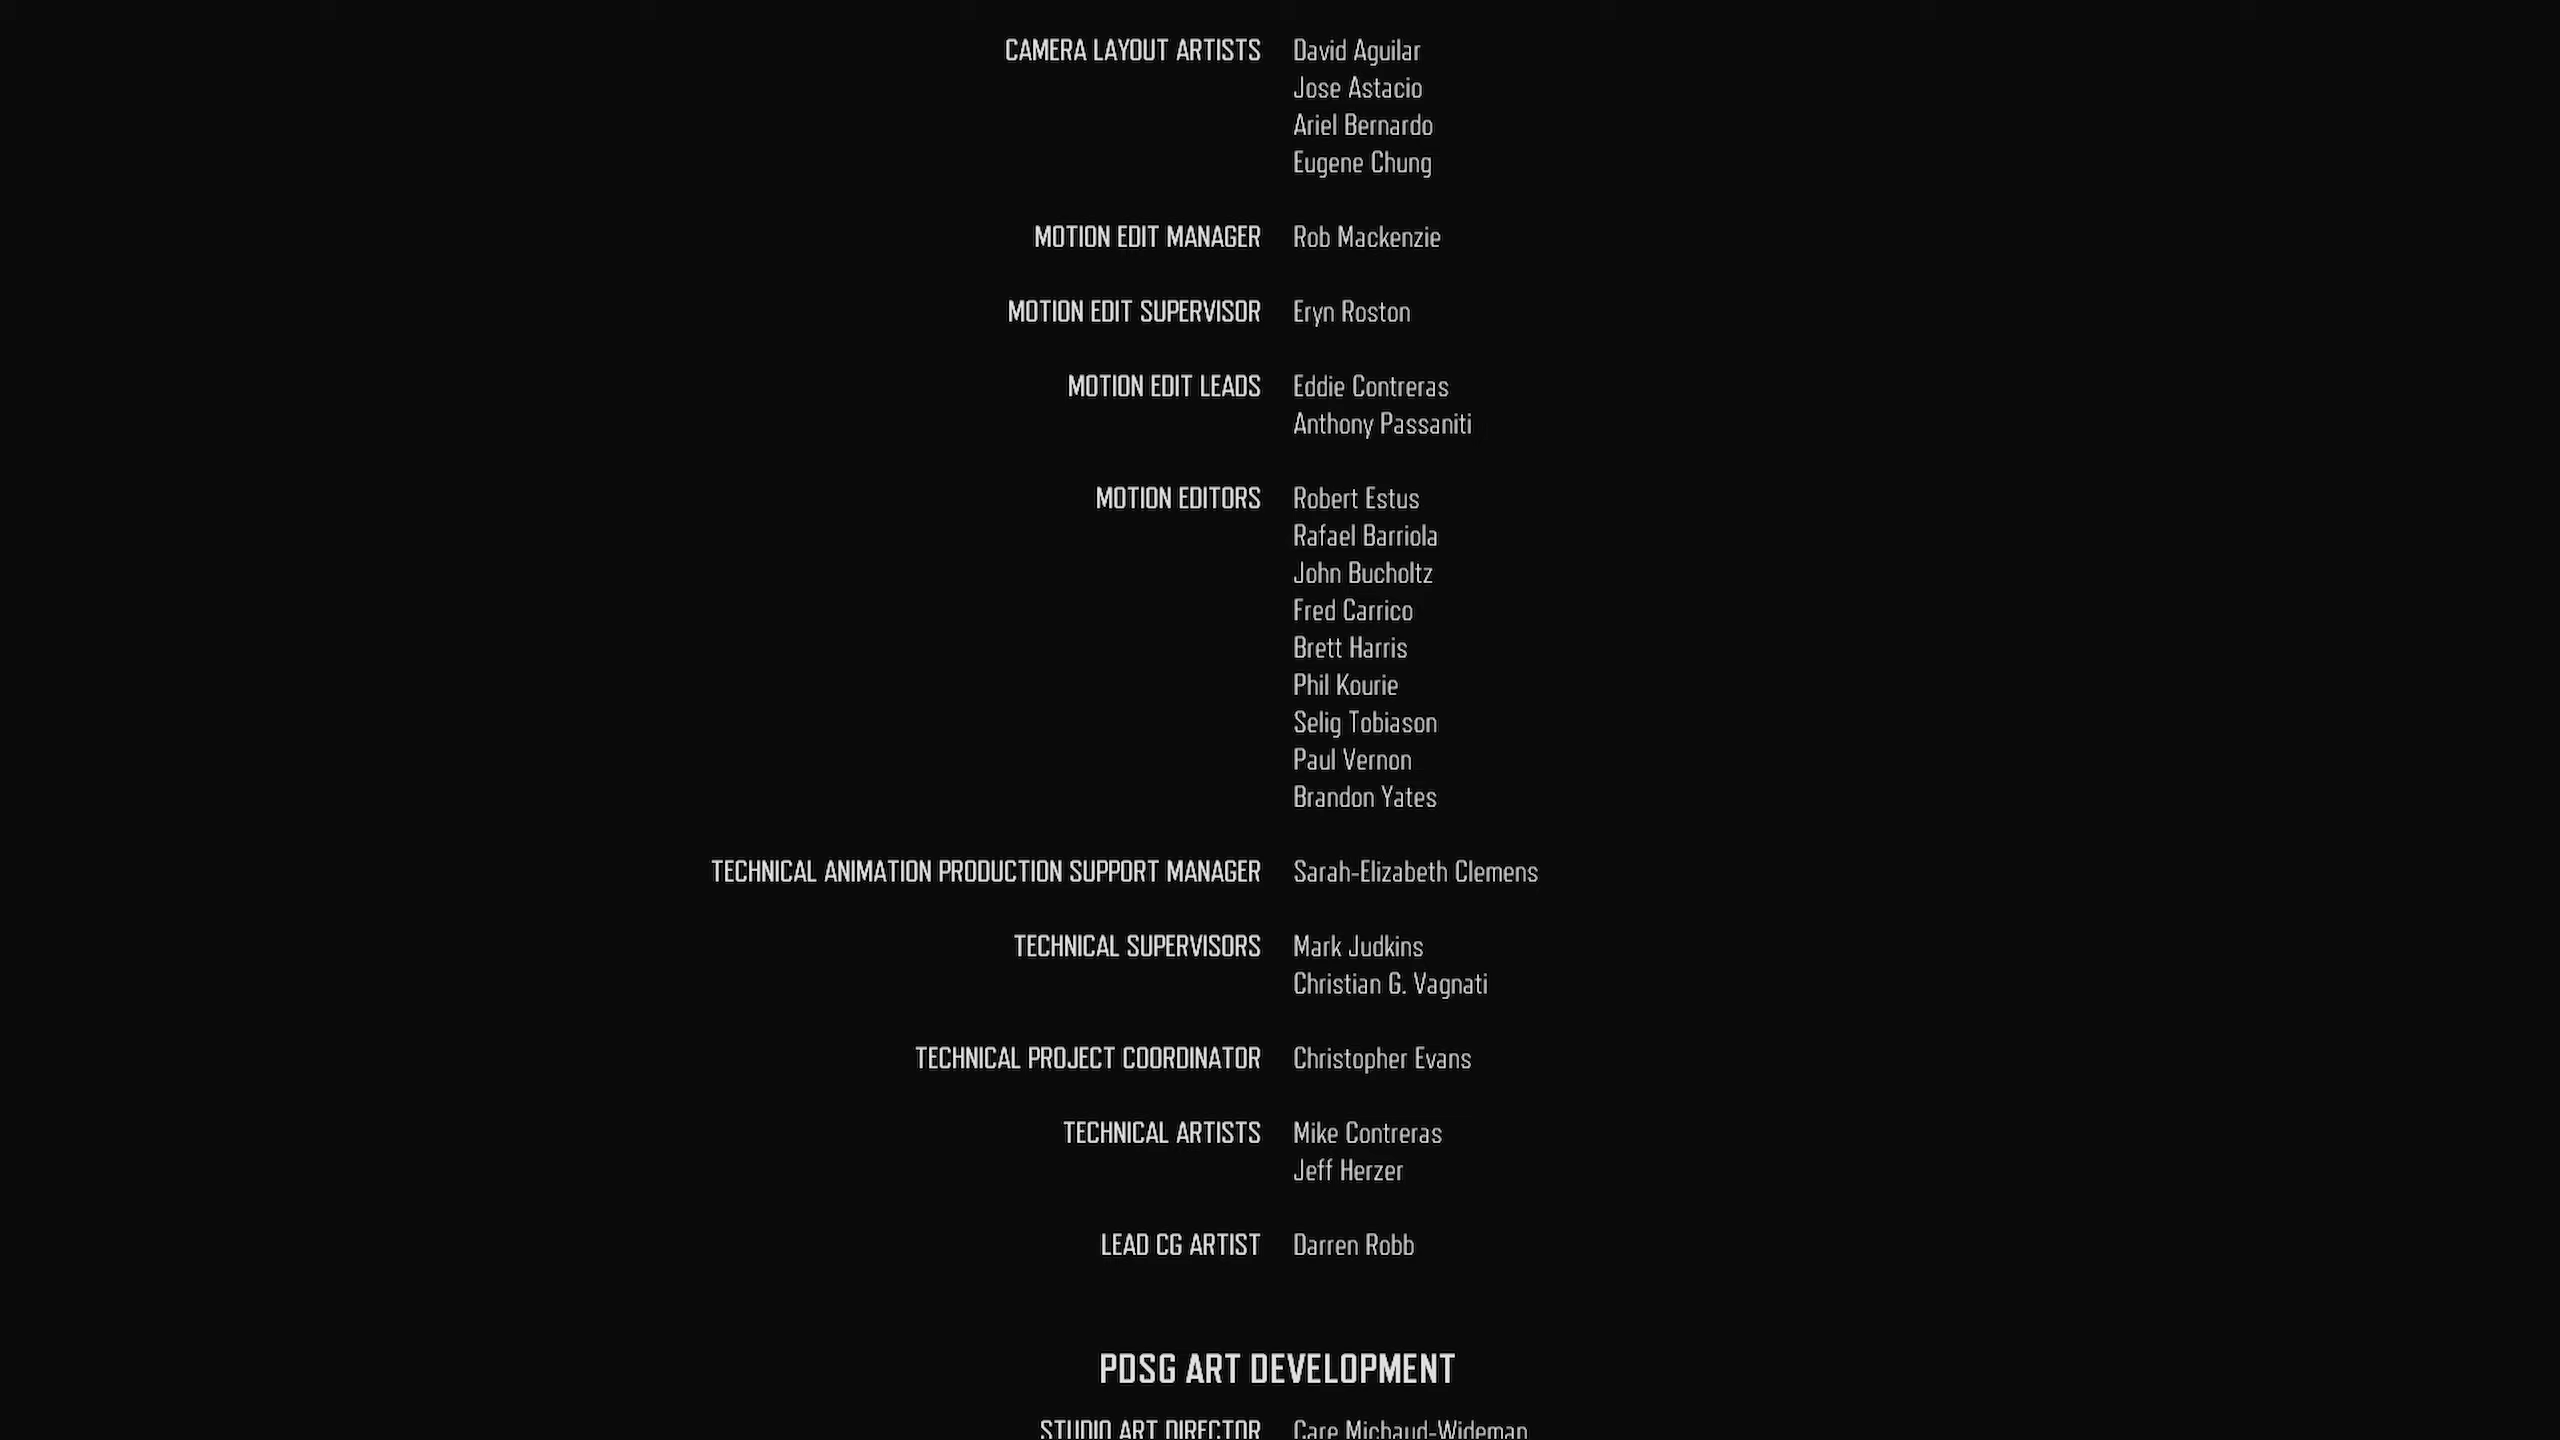 CAMERA LAYOUT ARTISTS David Aguilar
Jose Astacio
Ariel Bernardo
Eugene Chung
MOTION EDIT MANAGER Rob Mackenzie
MOTION EDIT SUPERVISOR Eryn Roston
MOTION EDIT LEADS Eddie Contreras
Anthony Passaniti
MOTION EDITORS Robert Estus
Rafael Barriola
John Bucholtz
Fred Carrico
Brett Harris
Phil Kourie
Selig Tobiason
Paul Vernon
Brandon Yates
TECHNICAL ANIMATION PRODUCTION SUPPORT MANAGER Sarah-Elizabeth Clemens
TECHNICAL SUPERVISORS Mark Judkins
Christian G. Vagnati
TECHNICAL PROJECT COORDINATOR Christopher Evans
TECHNICAL ARTISTS Mike Contreras
Jeff Herzer
LEAD CG ARTIST Darren Robb
PDSG ART DEVELOPMENT
STUDIO ART DIRECTOR Care Michaud-Wideman